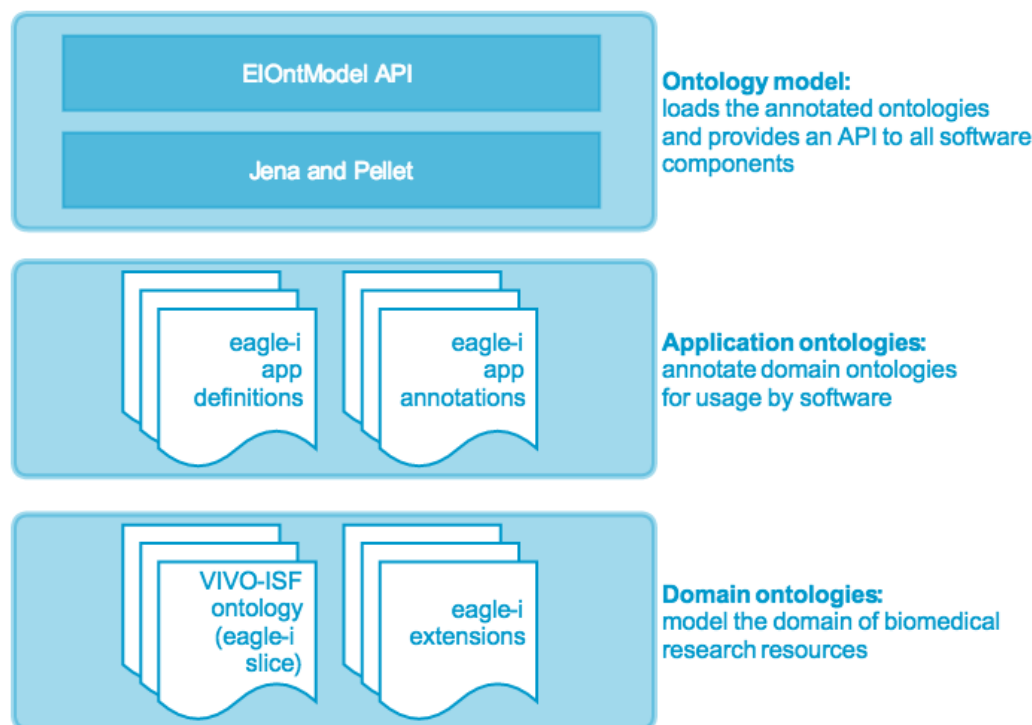 EIOntModel API
Jena and Pellet
Ontology model:
loads the annotated ontologies
and provides an API to all software
components
eagle-i
app
definitions
eagle-i
app
annotations
Application ontologies:
annotate domain ontologies
for usage by software
VIVO-ISF
ontology
(eagle-i
slice)
eagle-i
extensions
Domain ontologies:
model the domain of biomedical
research resources